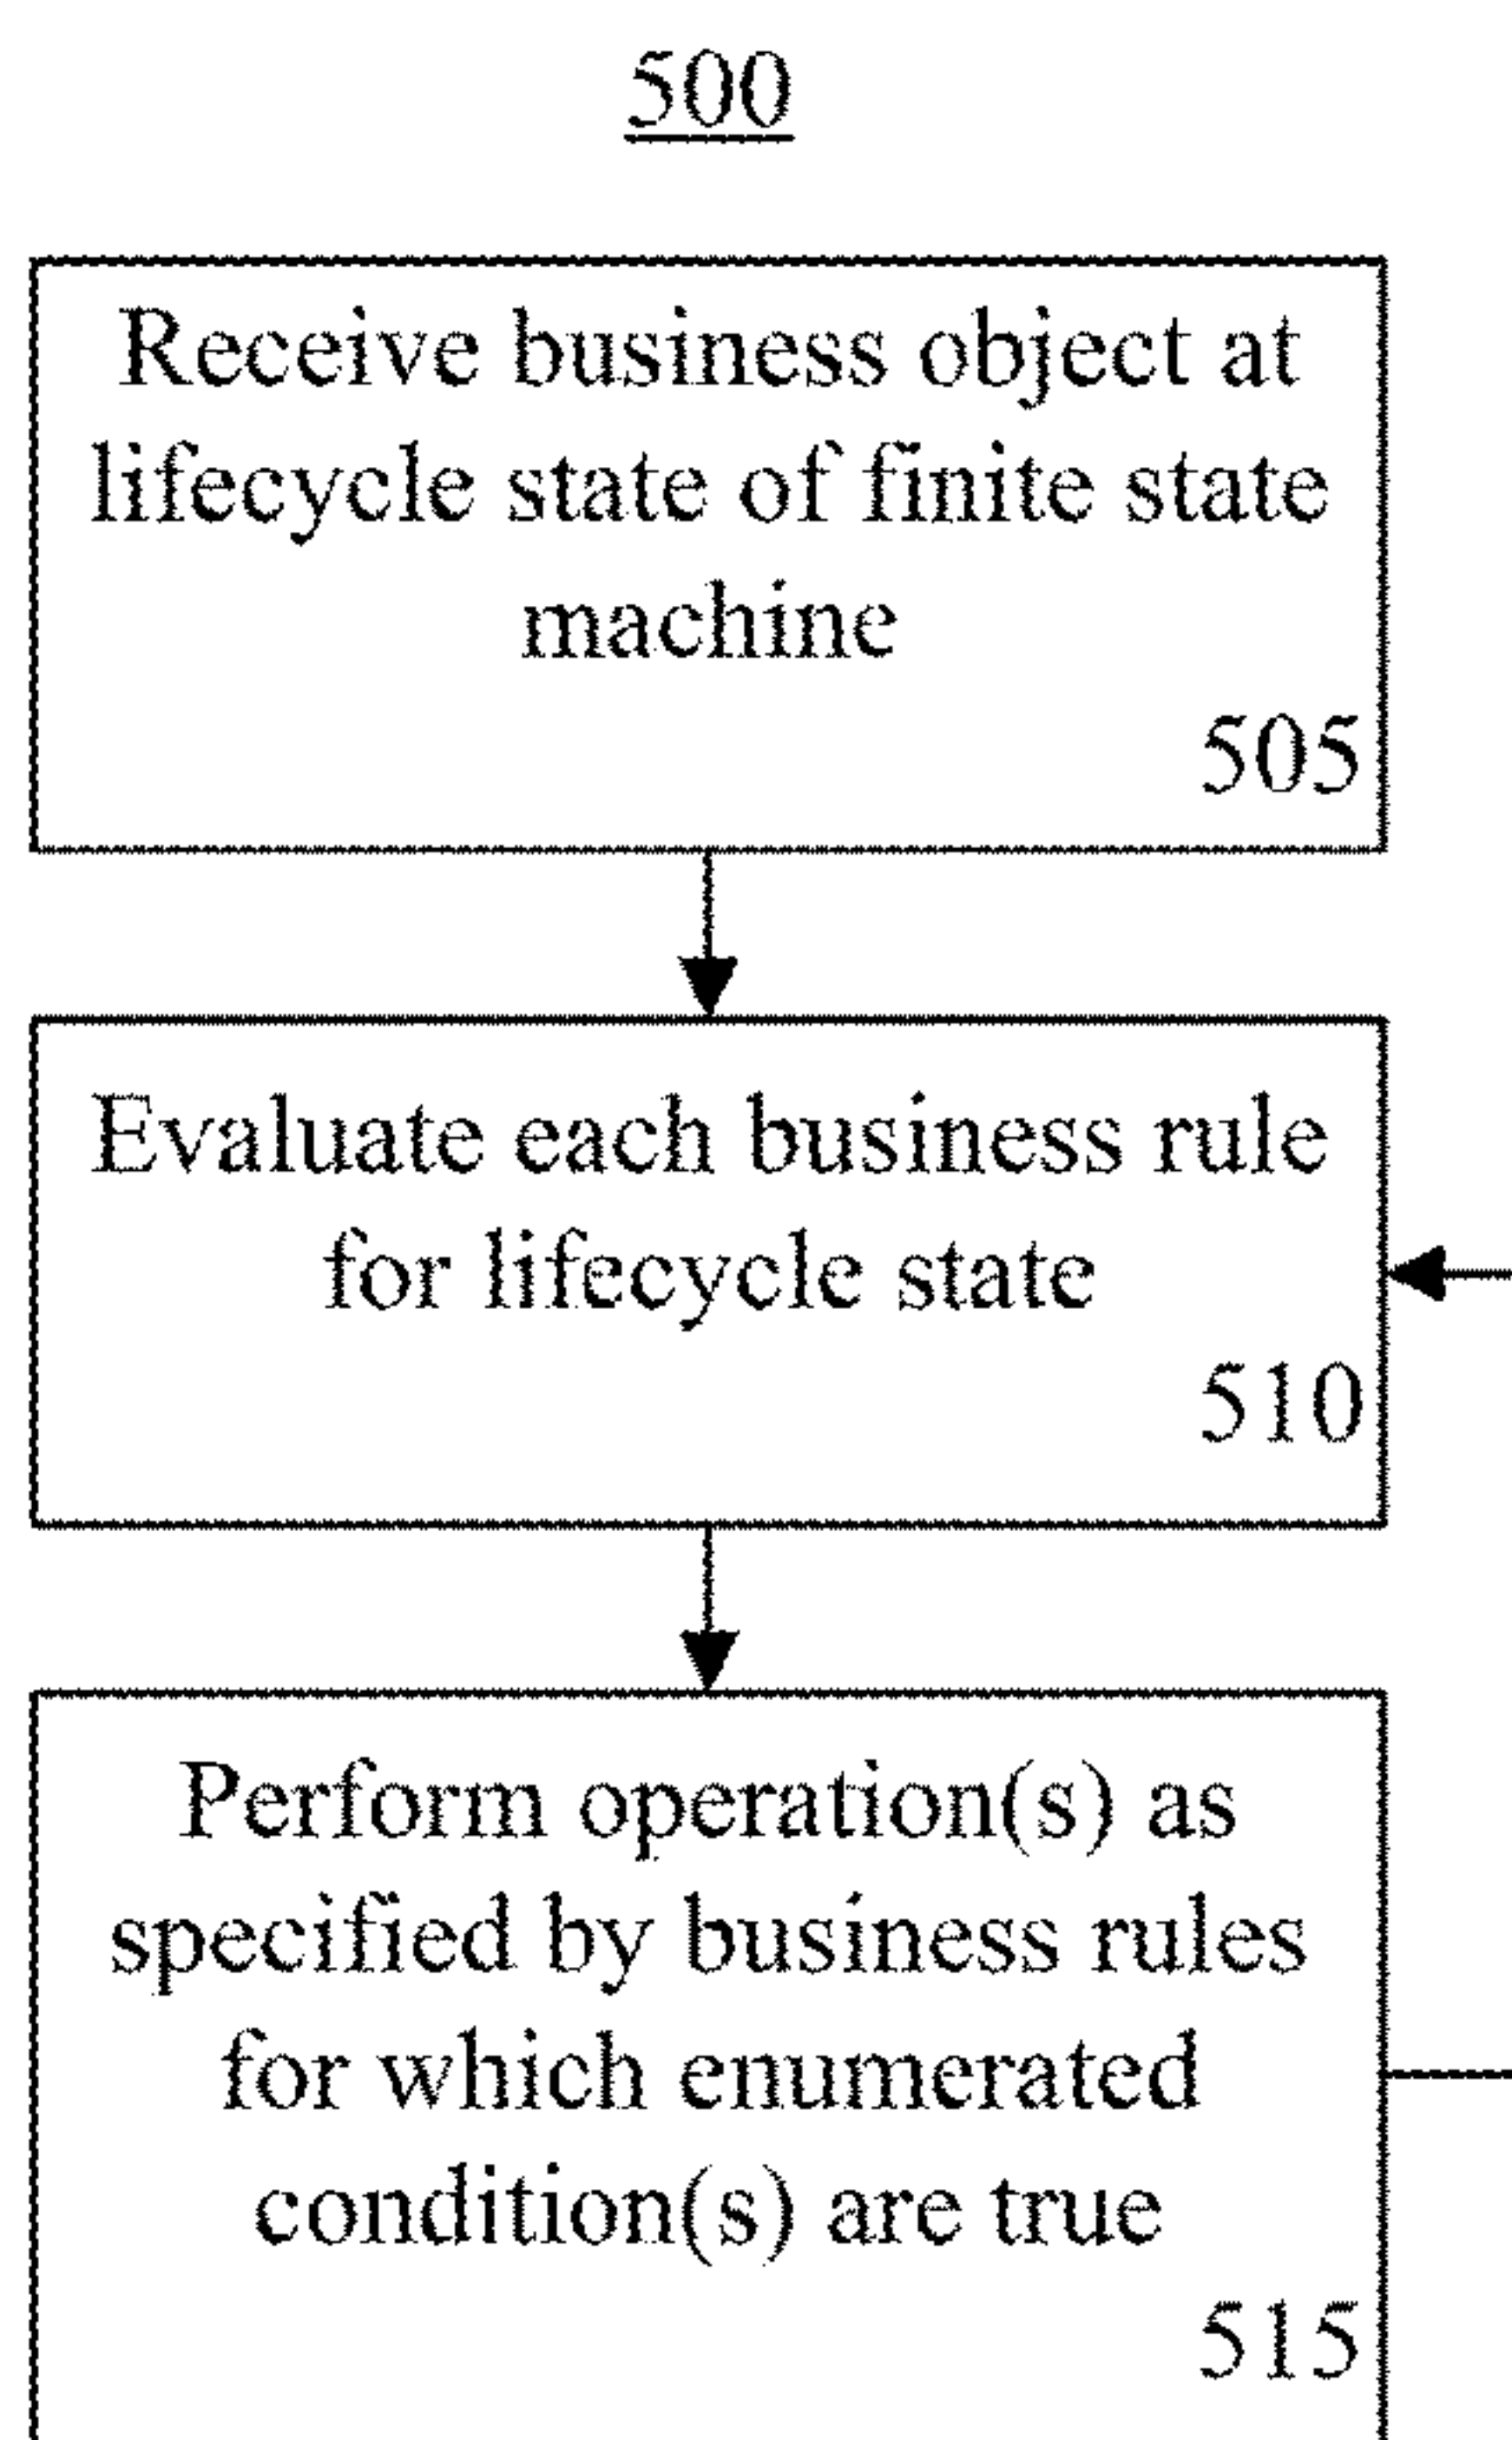 500
Receive business object at
lifecycle state of finite state
machine
505
Evaluate each business rule
for lifecycle state
510
Perform operation(s) as
specified by business rules
for which enumerated
condition(s) are true
515